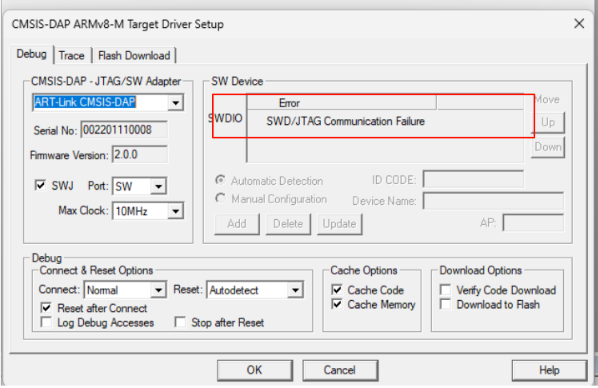 CMSIS-DAP ARMv8-M Target Driver Setup
Debug Trace Flash Download
CMSIS-DAP - JTAG/SW Adapter
ART-Link CMSIS-DAP
Serial No: 002201110008
Firmware Version: 2.0.0
SWJ Port: SW
Max Clock: 10MHz
SW Device
Error
SWDIO SWD/JTAG Communication Failure
Move
Up
Down
Automatic Detection ID CODE:
Manual Configuration Device Name:
Add Delete Update AP:
Debug
Connect & Reset Options
Connect: Normal Reset: Autodetect
Reset after Connect
Log Debug Accesses Stop after Reset
Cache Options
Cache Code
Cache Memory
Download Options
Verify Code Download
Download to Flash
OK Cancel Help